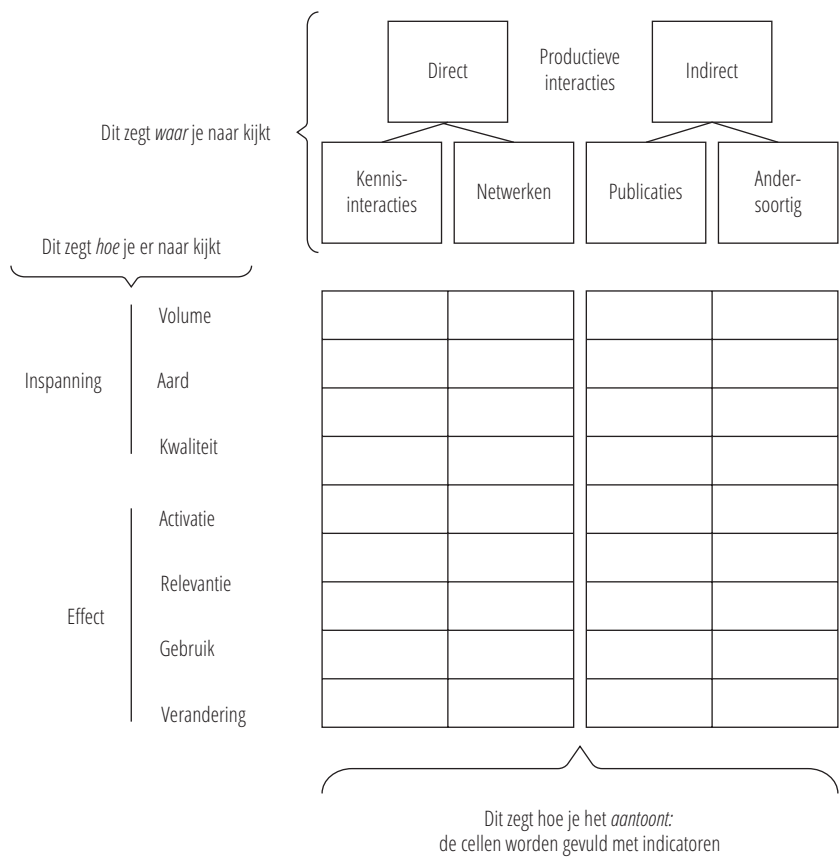 Direct
Productieve
interacties
Indirect
Dit zegt waar je naar kijkt
Kennis-
interacties
Netwerken
Publicaties
Ander-
soortig
Dit zegt hoe je er naar kijkt
Volume
Inspanning
Aard
Kwaliteit
Activatie
Relevantie
Effect
Gebruik
Verandering
Dit zegt hoe je het aantoont:
de cellen worden gevuld met indicatoren